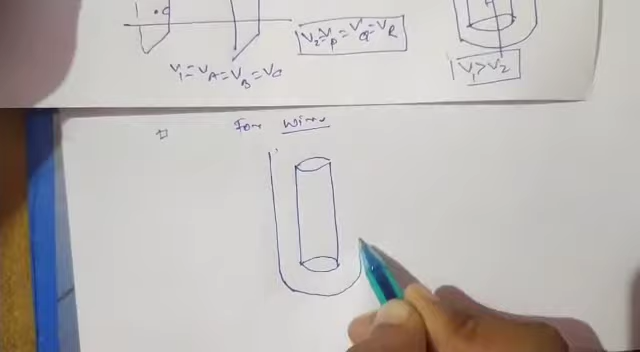 .C
V₂=Vp = VQ=VR
V₁=VA=VB=VC
V₁>V₂
For Wire